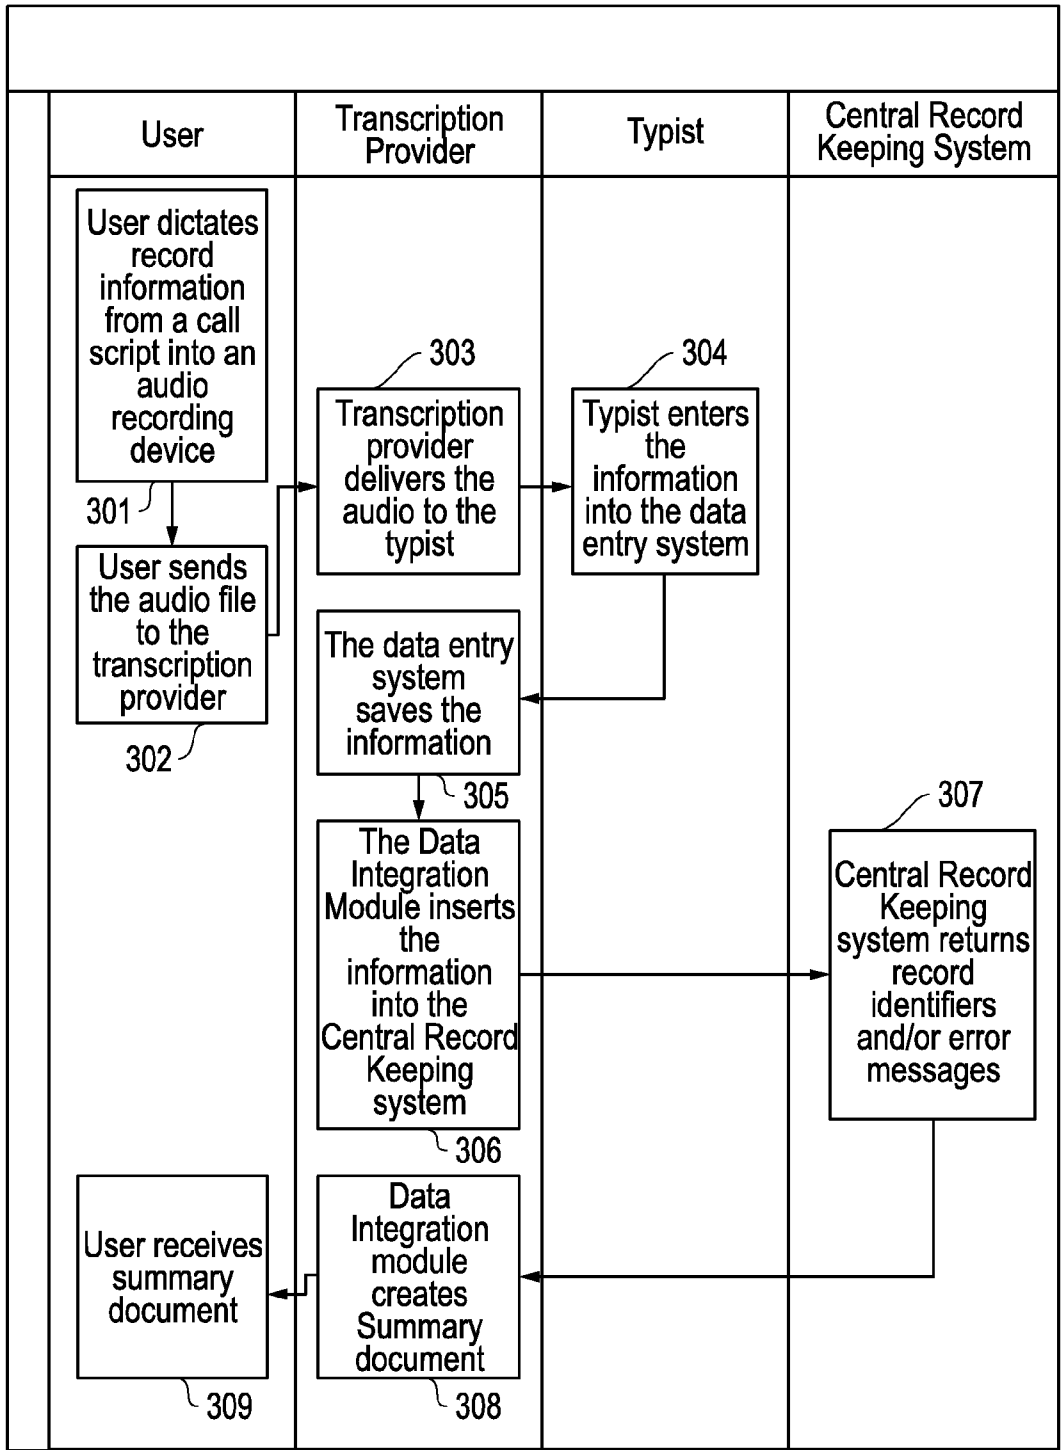 User
Transcription
Provider
Typist
Central Record
Keeping System
User dictates
record
information
from a call
script into an
audio
recording
device
301
User sends
the audio file
to the
transcription
provider
302
303
Transcription
provider
delivers the
audio to the
typist
304
Typist enters
the
information
into the data
entry system
The data entry
system
saves the
information
305
The Data
Integration
Module inserts
the
information
into the
Central Record
Keeping
system
306
307
Central Record
Keeping
system returns
record
identifiers
and/or error
messages
Data
Integration
module
creates
Summary
document
308
User receives
summary
document
309